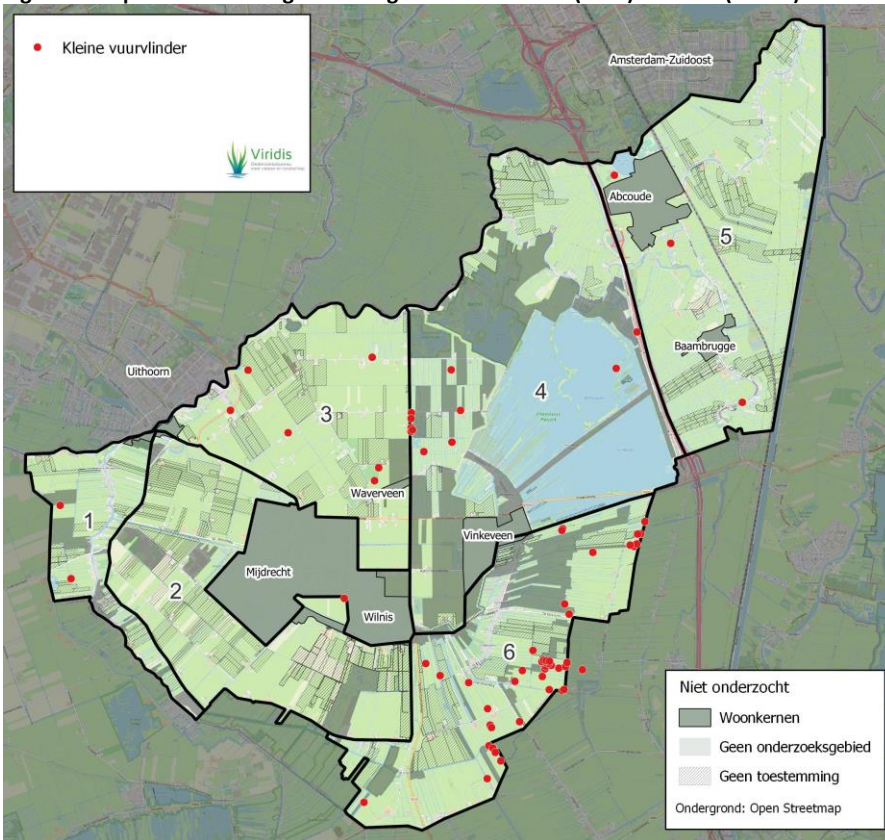 Kleine vuurvlinder
Viridis
Amsterdam-Zuidoost
Abcoude
5
Baambrugge
Uithoorn
4
3
Waverveen
1
Vinkeveen
2
Mijdrecht
Wilnis
6
Niet onderzocht
Woonkernen
Geen onderzoeksgebied
Geen toestemming
Ondergrond: Open Streetmap